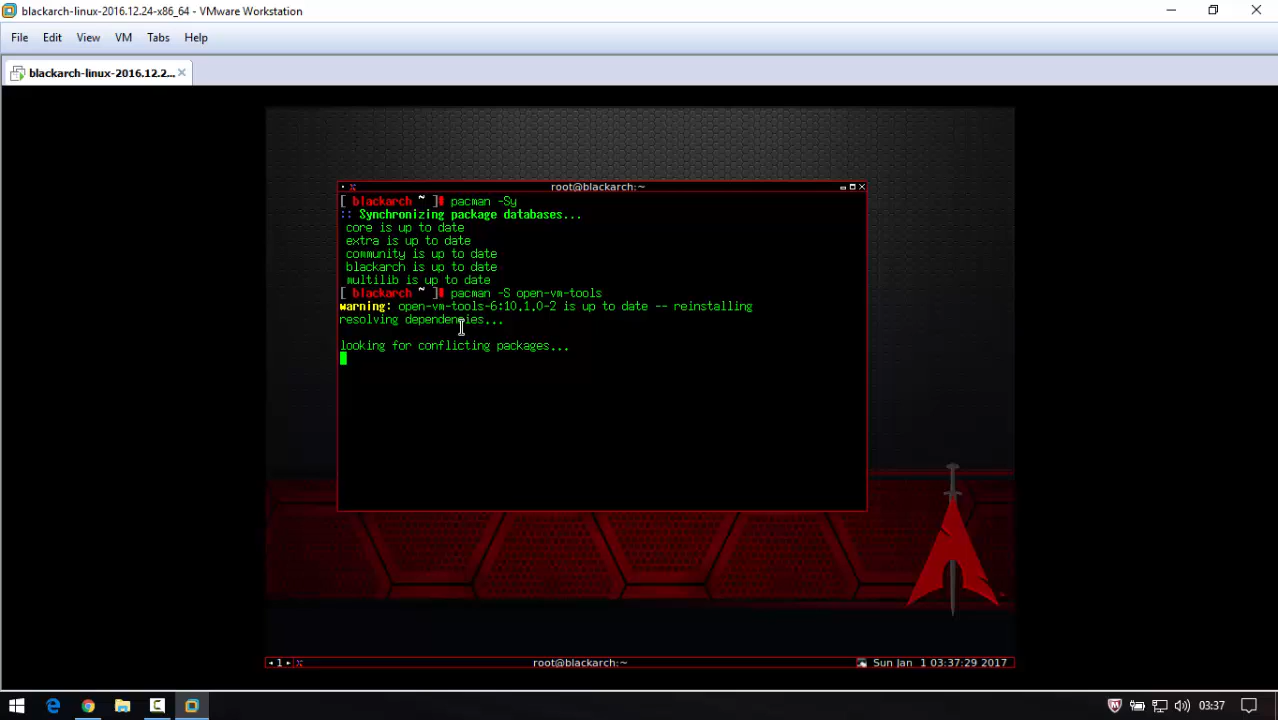 blackarch-linux-2016.12.24-x86_64 - VMware Workstation
File Edit View VM Tabs Help
blackarch-linux-2016.12.2...
root@blackarch:~
[ blackarch ~ ]# pacman -Sy
:: Synchronizing package databases...
core is up to date
extra is up to date
community is up to date
blackarch is up to date
multilib is up to date
[ blackarch ~ ]# pacman -S open-vm-tools
warning: open-vm-tools-6:10.1.0-2 is up to date -- reinstalling
resolving dependencies...
looking for conflicting packages...
1 root@blackarch:~ Sun Jan 1 03:37:29 2017
03:37